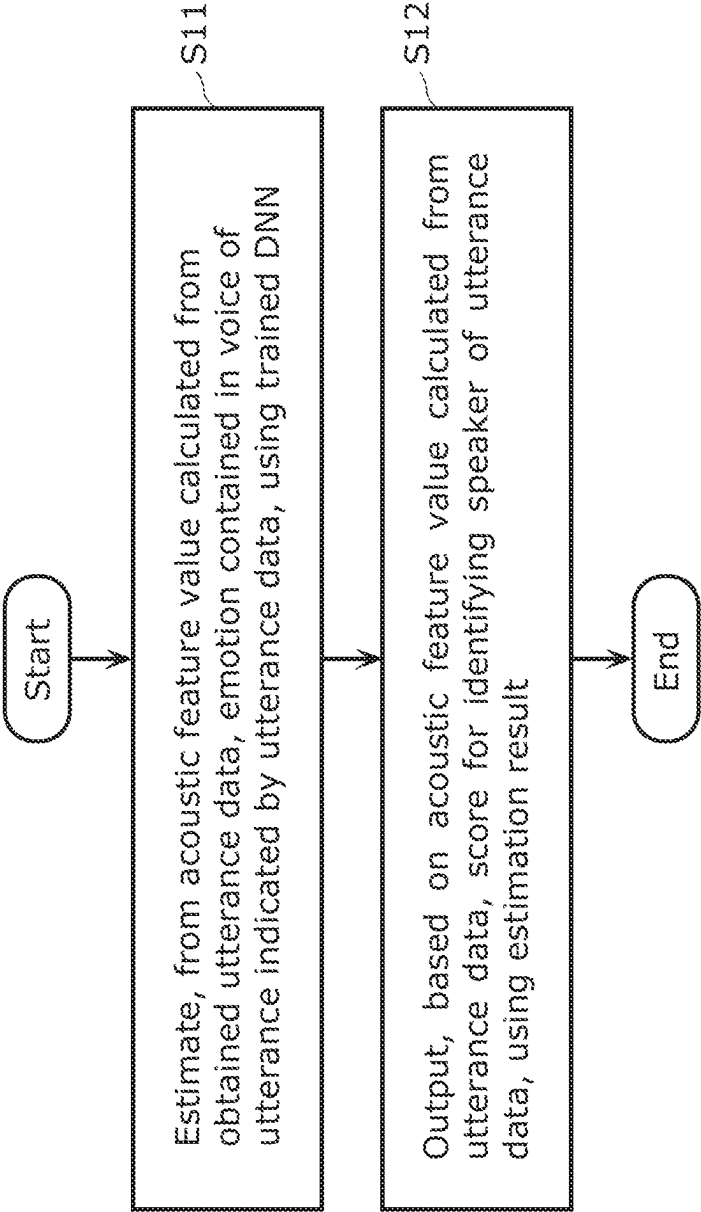 Start
S11
Estimate, from acoustic feature value calculated from
obtained utterance data, emotion contained in voice of
utterance indicated by utterance data, using trained DNN
S12
Output, based on acoustic feature value calculated from
utterance data, score for identifying speaker of utterance
data, using estimation result
End